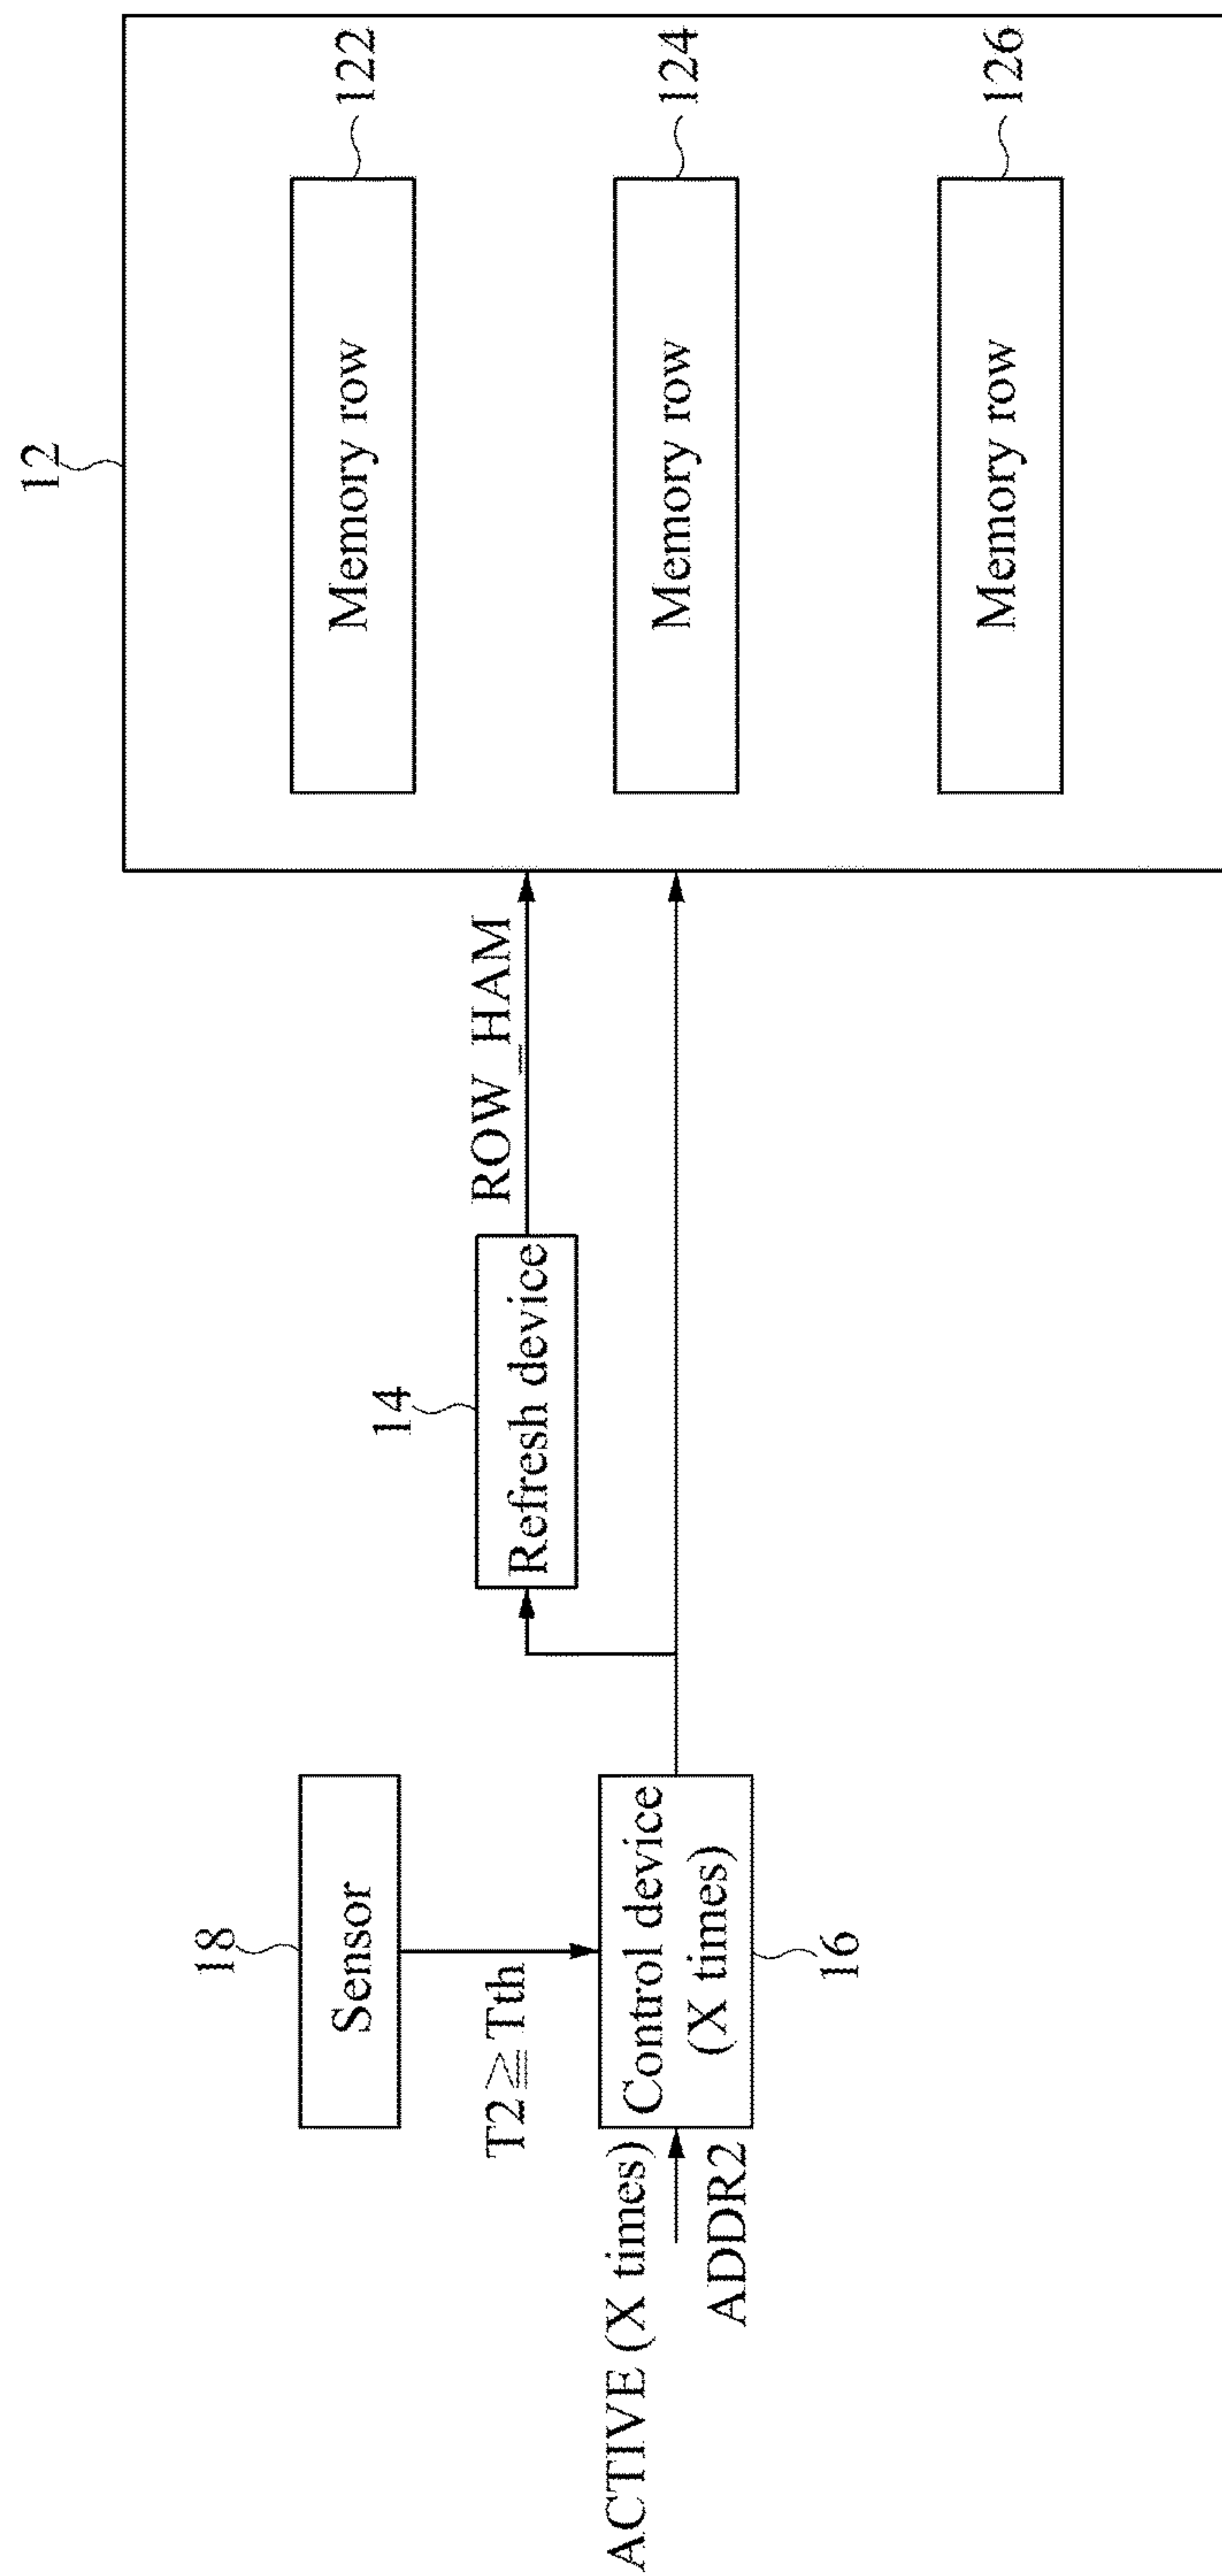 12
Memory row
122
Memory row
124
Memory row
126
ROW_HAM
14
Refresh device
18
Sensor
T2≧Tth
ACTIVE (X times)
ADDR2
Control device
(X times)
16